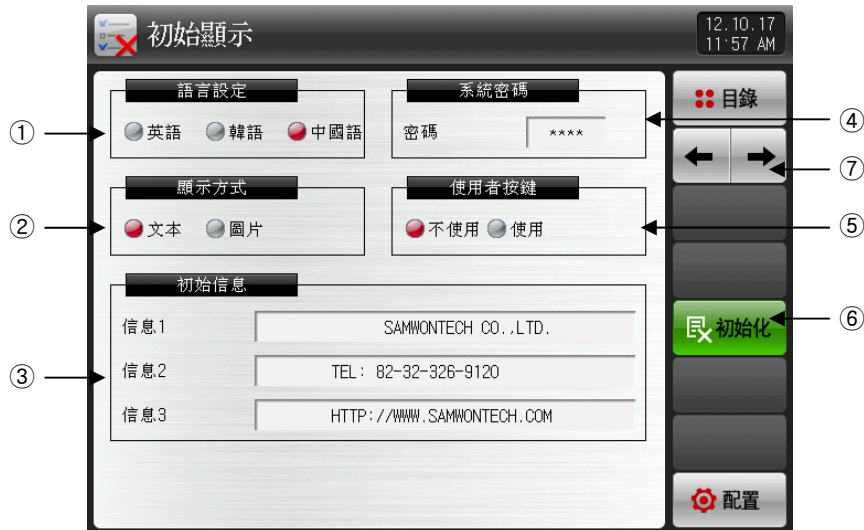 初始顯示
12.10.17
11:57 AM
語言設定
系統密碼
目錄
① 英語 韓語 中國語
密碼 ****
④
⑦
顯示方式
使用者按鍵
② 文本 圖片
不使用 使用
⑤
初始信息
信息1 SAMWONTECH CO.,LTD.
初始化
⑥
③ 信息2 TEL: 82-32-326-9120
信息3 HTTP://WWW.SAMWONTECH.COM
配置